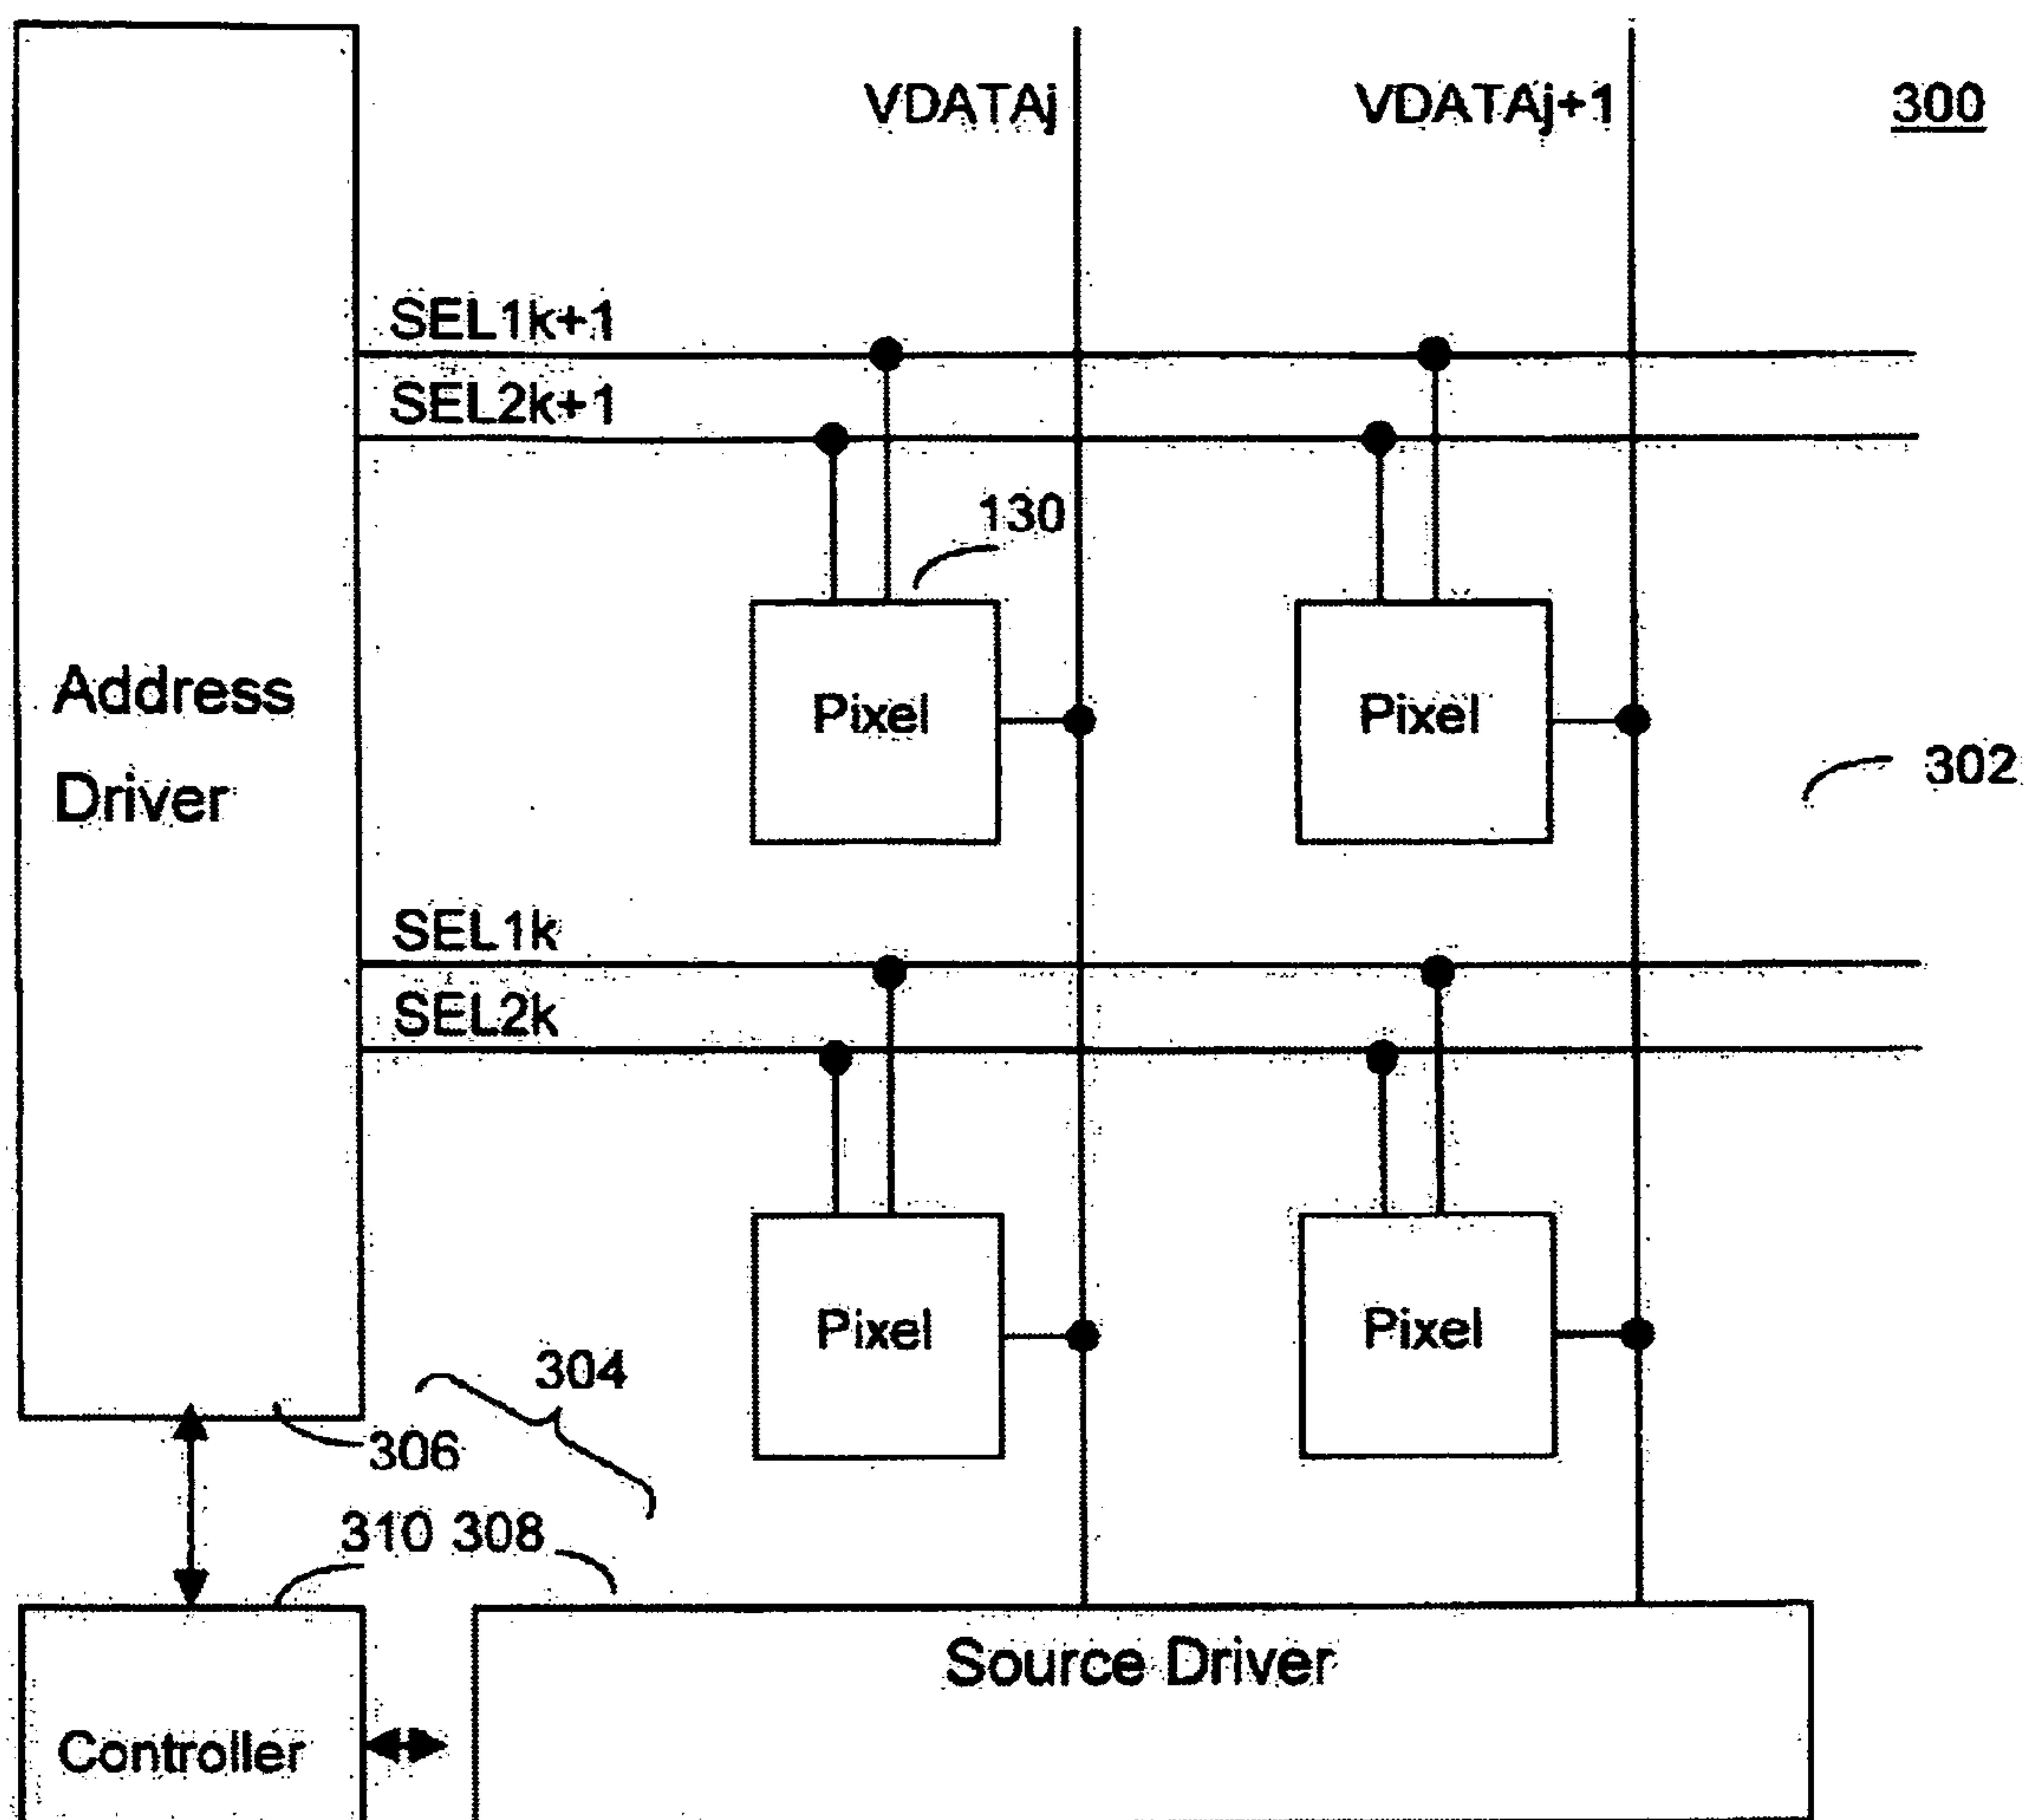 VDATAj
VDATAj+1
300
SEL1k+1
SEL2k+1
130
Address
Driver
Pixel
Pixel
302
SEL1k
SEL2k
Pixel
Pixel
304
306
310
308
Source Driver
Controller